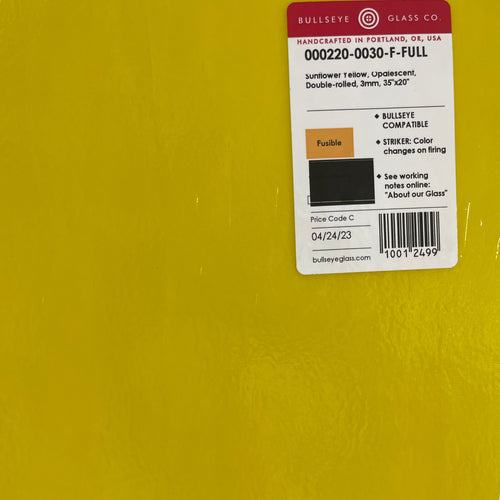 BULLSEYE GLASS CO.
HANDCRAFTED IN PORTLAND, OR, USA
000220-0030-F-FULL
Sunflower Yellow, Opalescent,
Double-rolled, 3mm, 35"x20"
◆ BULLSEYE
COMPATIBLE
Fusible
◆ STRIKER: Color
changes on firing
◆ See working
notes online:
"About our Glass"
Price Code C
04/24/23
bullseyeglass.com
1001 2499